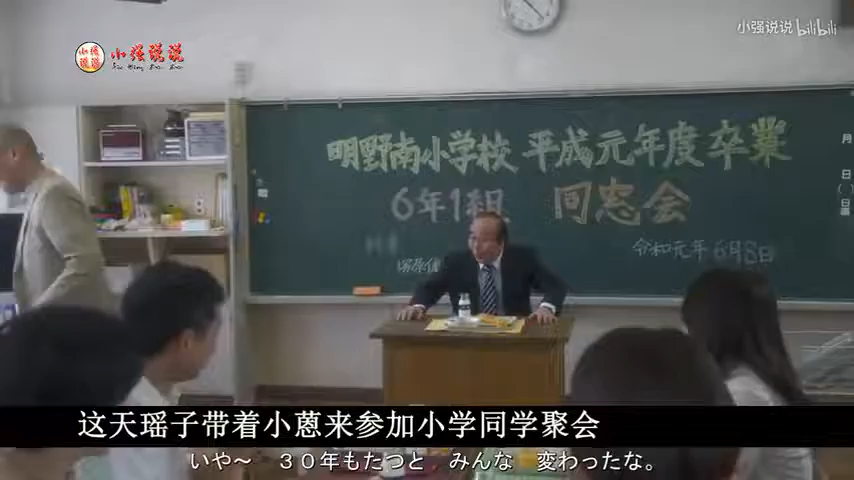 小强说说
小强说说 bilibili
明野南小学校 平成元年度 卒業
6年1組 同窓会
令和元年 6月8日
月
日
这天瑶子带着小蔥来参加小学同学聚会
いや～ 30年もたつと みんな 変わったな。